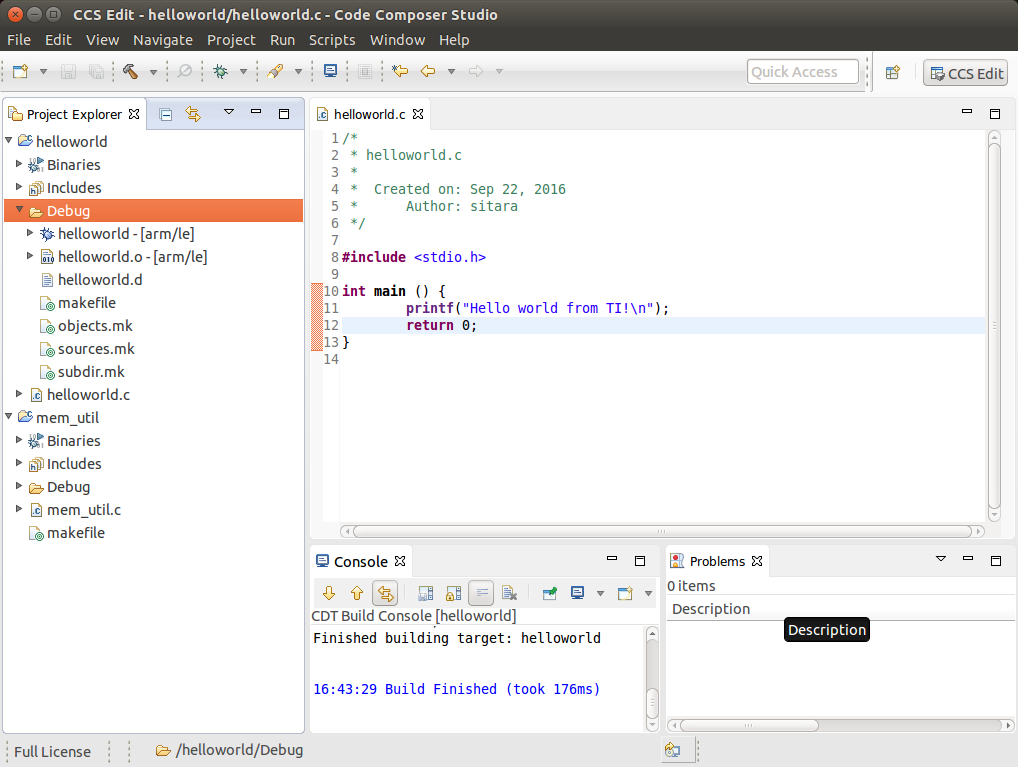 CCS Edit - helloworld/helloworld.c - Code Composer Studio
File Edit View Navigate Project Run Scripts Window Help
Quick Access
CCS Edit
Project Explorer
helloworld
Binaries
Includes
Debug
helloworld - [arm/le]
helloworld.o - [arm/le]
helloworld.d
makefile
objects.mk
sources.mk
subdir.mk
helloworld.c
mem_util
Binaries
Includes
Debug
mem_util.c
makefile
helloworld.c
1 /*
2  * helloworld.c
3  *
4  *  Created on: Sep 22, 2016
5  *      Author: sitara
6  */
7
8 #include <stdio.h>
9
10 int main () {
11         printf("Hello world from TI!\n");
12         return 0;
13 }
14
Console
CDT Build Console [helloworld]
Finished building target: helloworld
16:43:29 Build Finished (took 176ms)
Problems
0 items
Description
Description
Full License
/helloworld/Debug